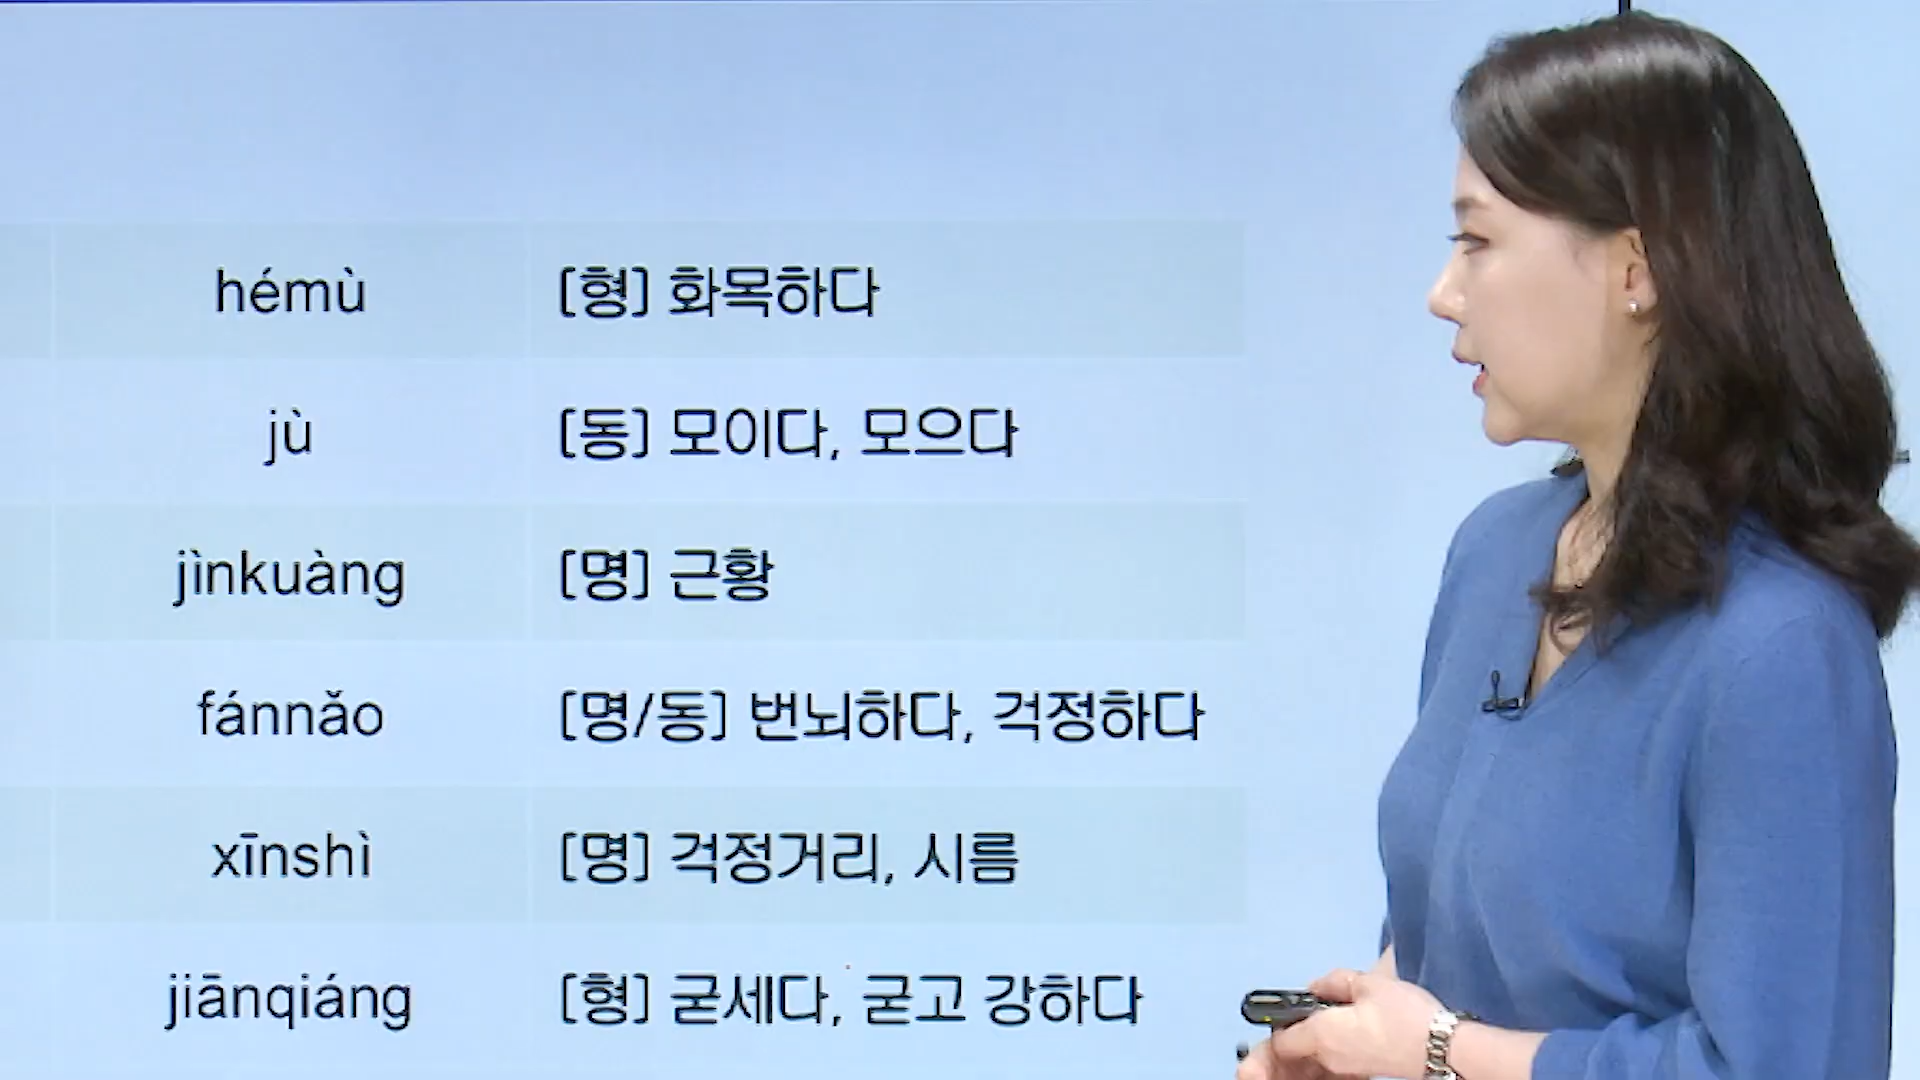 hémù [형] 화목하다
jù [동] 모이다, 모으다
jìnkuàng [명] 근황
fánnǎo [명/동] 번뇌하다, 걱정하다
xīnshì [명] 걱정거리, 시름
jiānqiáng [형] 굳세다, 굳고 강하다